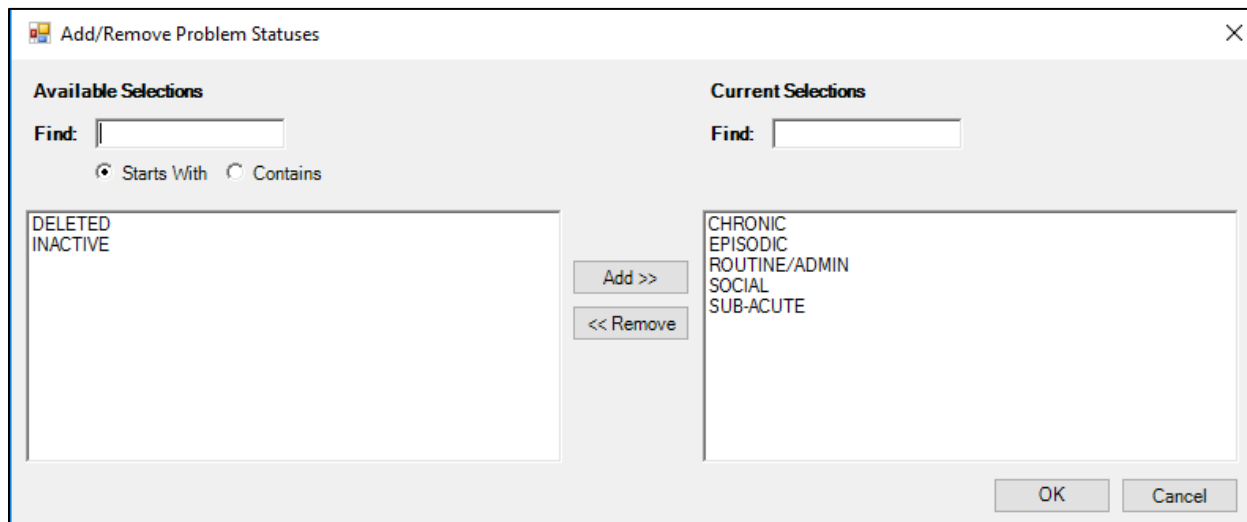 Add/Remove Problem Statuses
Available Selections
Current Selections
Find:
Find:
Starts With
Contains
DELETED
INACTIVE
Add >>
<< Remove
CHRONIC
EPISODIC
ROUTINE/ADMIN
SOCIAL
SUB-ACUTE
OK
Cancel